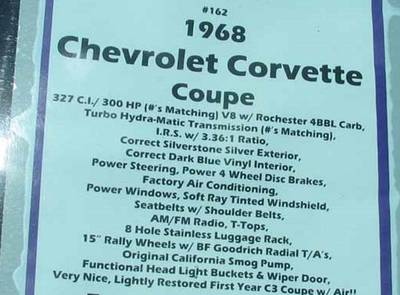 #162
1968
Chevrolet Corvette
Coupe
327 C.I./ 300 HP (#'s Matching) V8 w/ Rochester 4BBL Carb,
Turbo Hydra-Matic Transmission (#'s Matching),
I.R.S. w/ 3.36:1 Ratio,
Correct Silverstone Silver Exterior,
Correct Dark Blue Vinyl Interior,
Power Steering, Power 4 Wheel Disc Brakes,
Factory Air Conditioning,
Power Windows, Soft Ray Tinted Windshield,
Seatbelts w/ Shoulder Belts,
AM/FM Radio, T-Tops,
8 Hole Stainless Luggage Rack,
15" Rally Wheels w/ BF Goodrich Radial T/A's,
Original California Smog Pump,
Functional Head Light Buckets & Wiper Door,
Very Nice, Lightly Restored First Year C3 Coupe w/ Air!!